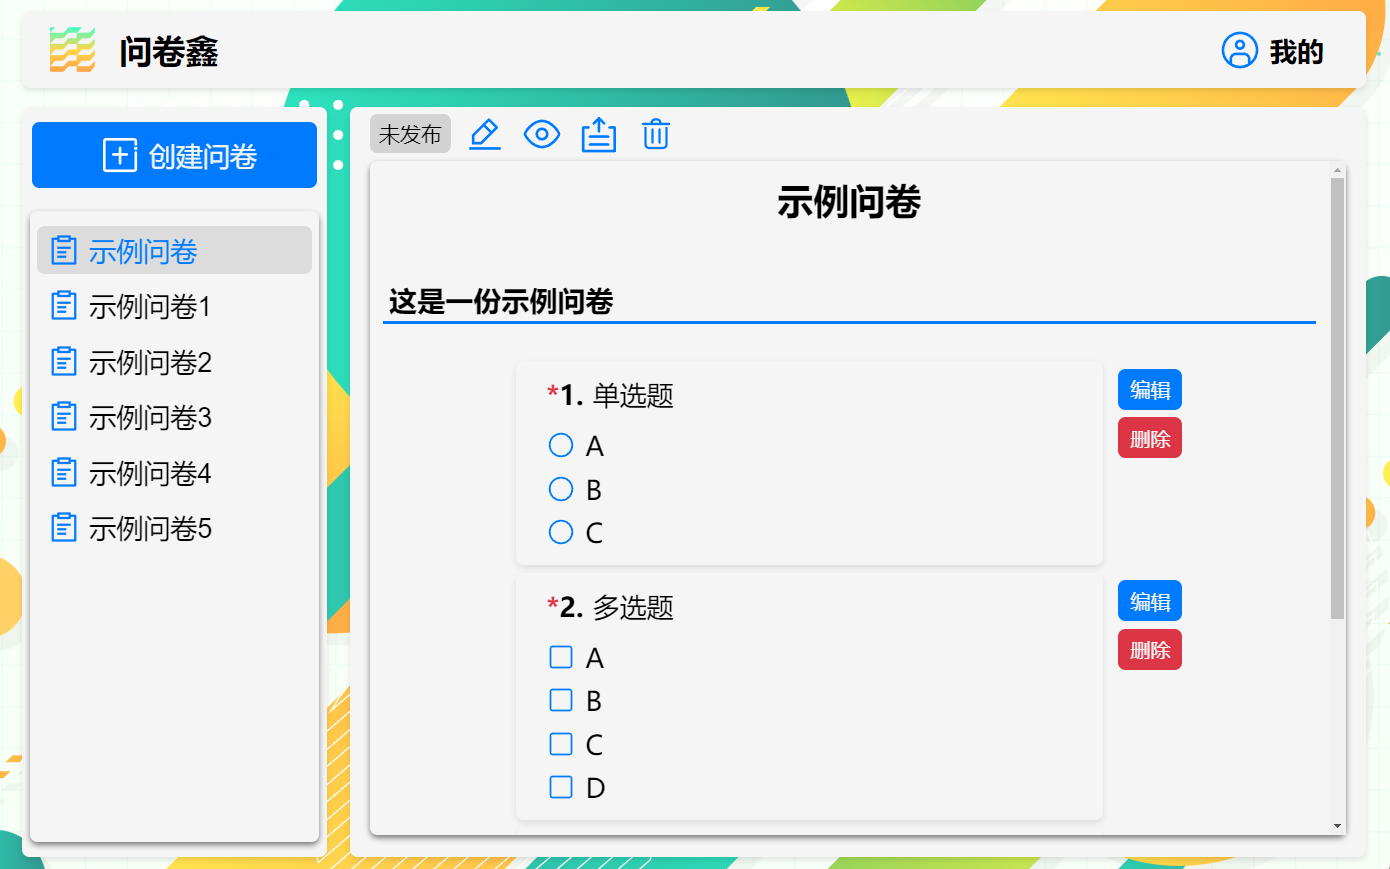 问卷鑫
我的
创建问卷
示例问卷
示例问卷1
示例问卷2
示例问卷3
示例问卷4
示例问卷5
未发布
示例问卷
这是一份示例问卷
*1. 单选题
A
B
C
编辑
删除
*2. 多选题
A
B
C
D
编辑
删除